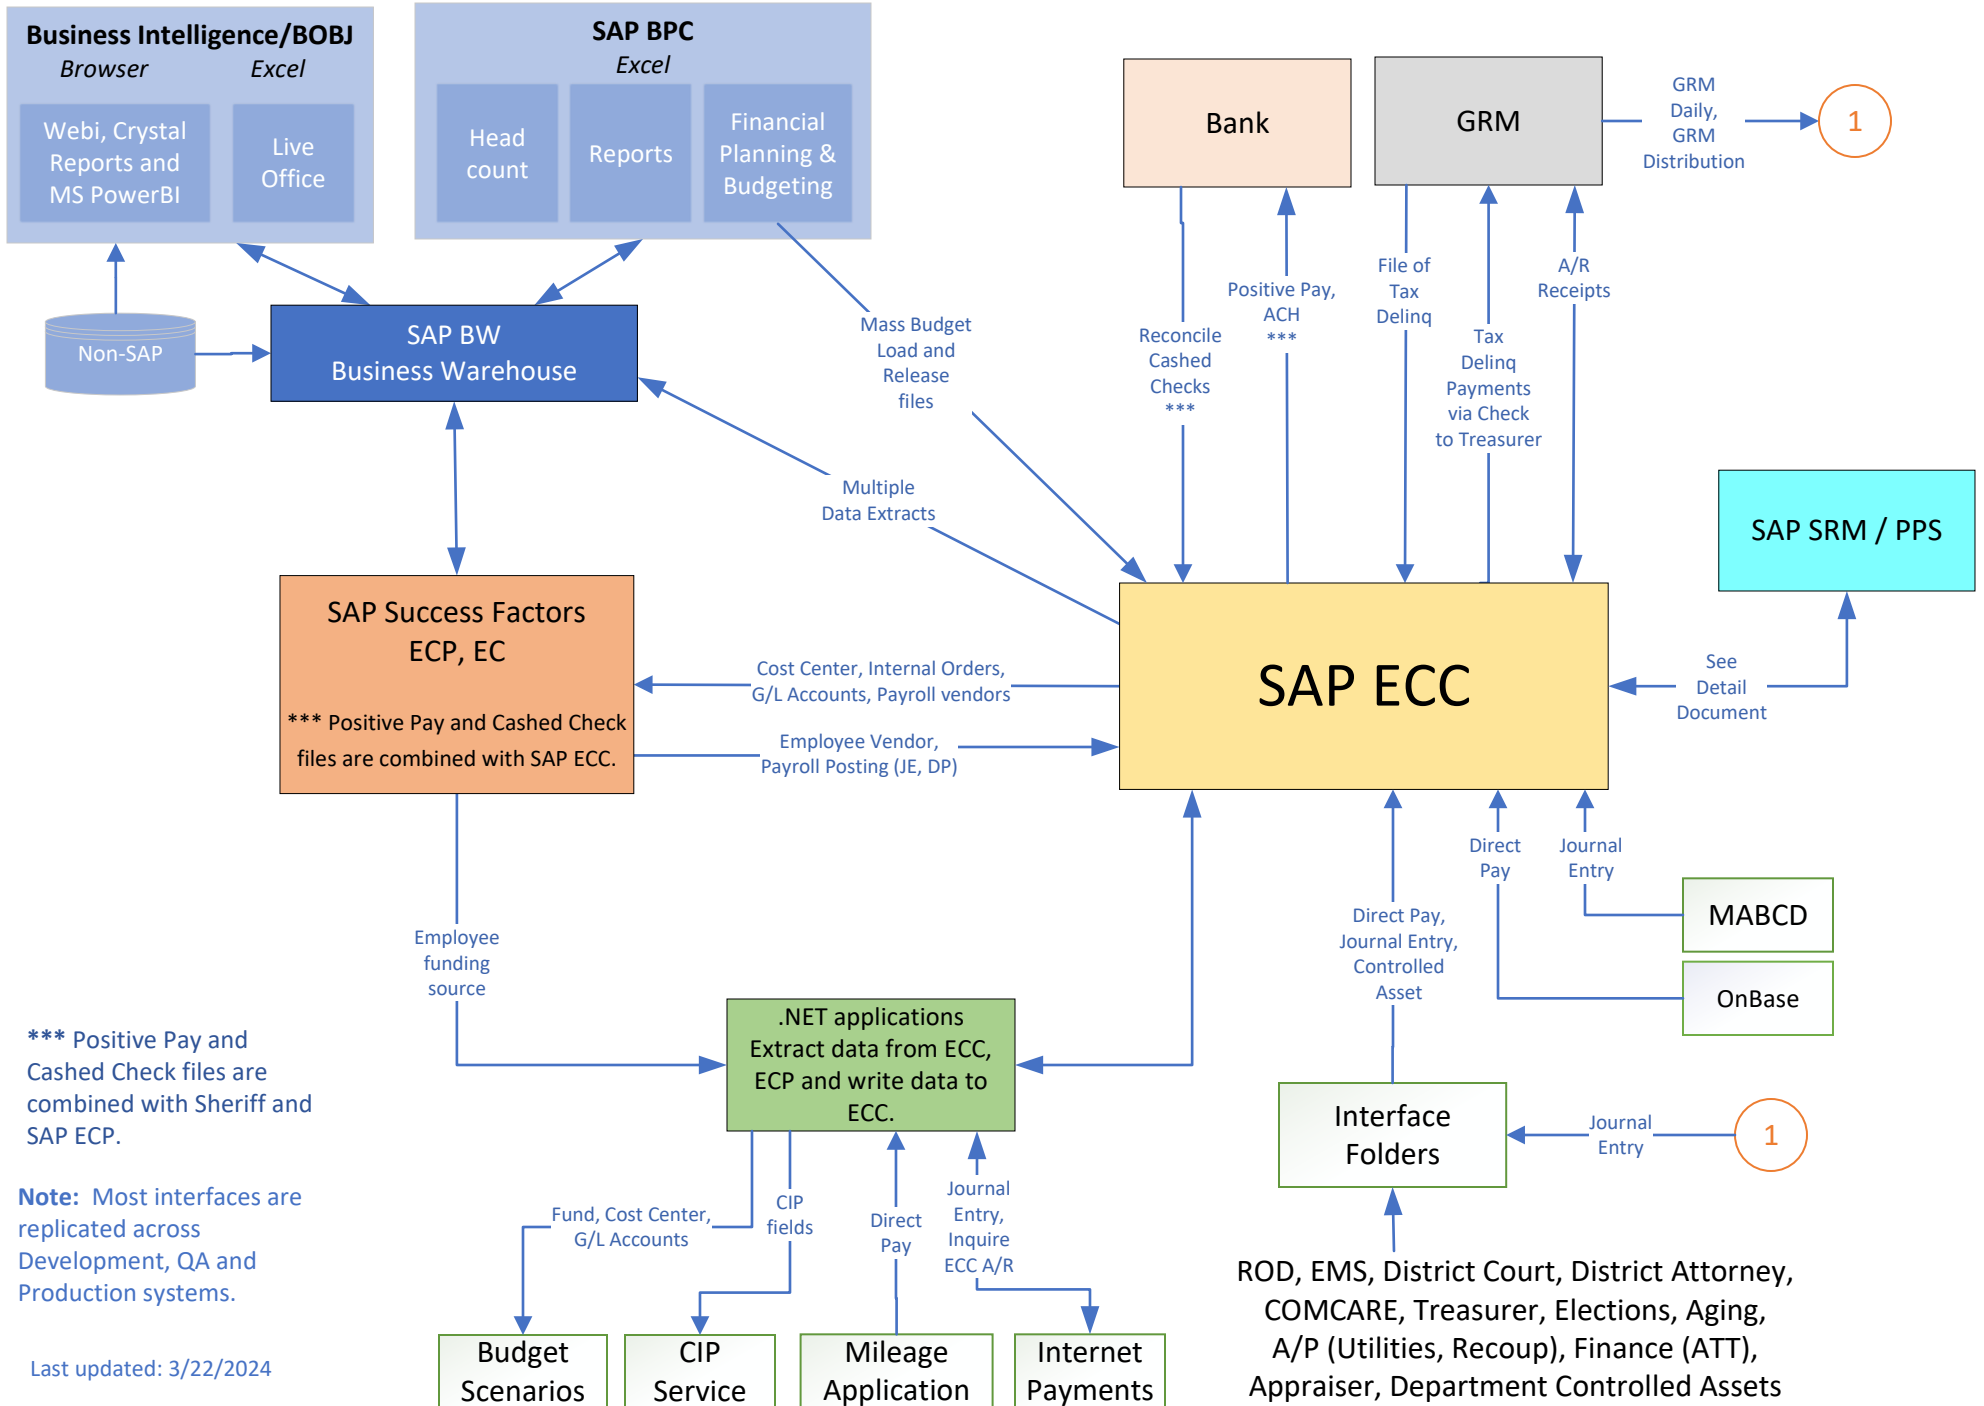 Business Intelligence/BOBJ
Browser
Excel
Webi, Crystal
Reports and
MS PowerBI
Live
Office
SAP BPC
Excel
Head
count
Reports
Financial
Planning &
Budgeting
Bank
GRM
GRM
Daily,
GRM
Distribution
1
Non-SAP
SAP BW
Business Warehouse
Mass Budget
Load and
Release
files
Multiple
Data Extracts
Reconcile
Cashed
Checks
***
Positive Pay,
ACH
***
File of
Tax
Delinq
Tax
Delinq
Payments
via Check
to Treasurer
A/R
Receipts
SAP SRM / PPS
SAP Success Factors
ECP, EC
*** Positive Pay and Cashed Check
files are combined with SAP ECC.
Cost Center, Internal Orders,
G/L Accounts, Payroll vendors
Employee Vendor,
Payroll Posting (JE, DP)
SAP ECC
See
Detail
Document
Direct
Pay
Journal
Entry
MABCD
OnBase
Direct Pay,
Journal Entry,
Controlled
Asset
Employee
funding
source
.NET applications
Extract data from ECC,
ECP and write data to
ECC.
Interface
Folders
Journal
Entry
1
*** Positive Pay and
Cashed Check files are
combined with Sheriff and
SAP ECP.
Note: Most interfaces are
replicated across
Development, QA and
Production systems.
Last updated: 3/22/2024
Fund, Cost Center,
G/L Accounts
CIP
fields
Direct
Pay
Journal
Entry,
Inquire
ECC A/R
Budget
Scenarios
CIP
Service
Mileage
Application
Internet
Payments
ROD, EMS, District Court, District Attorney,
COMCARE, Treasurer, Elections, Aging,
A/P (Utilities, Recoup), Finance (ATT),
Appraiser, Department Controlled Assets